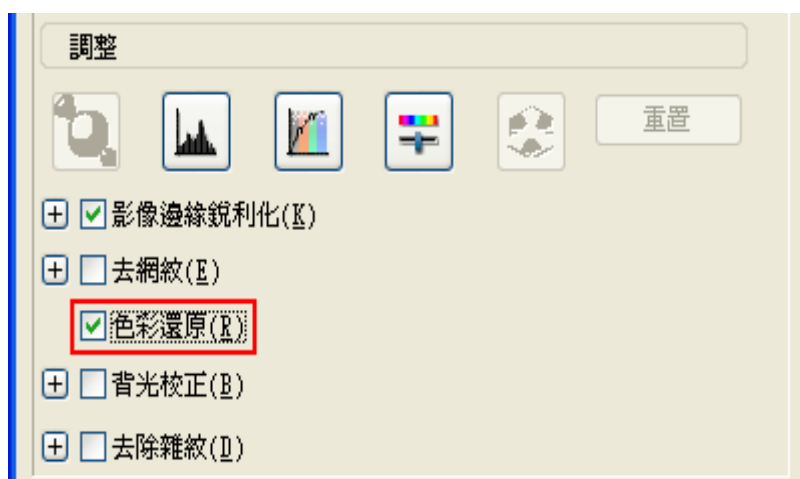 調整
重置
影像邊緣銳利化(K)
去網紋(E)
色彩還原(R)
背光校正(B)
去除雜紋(D)